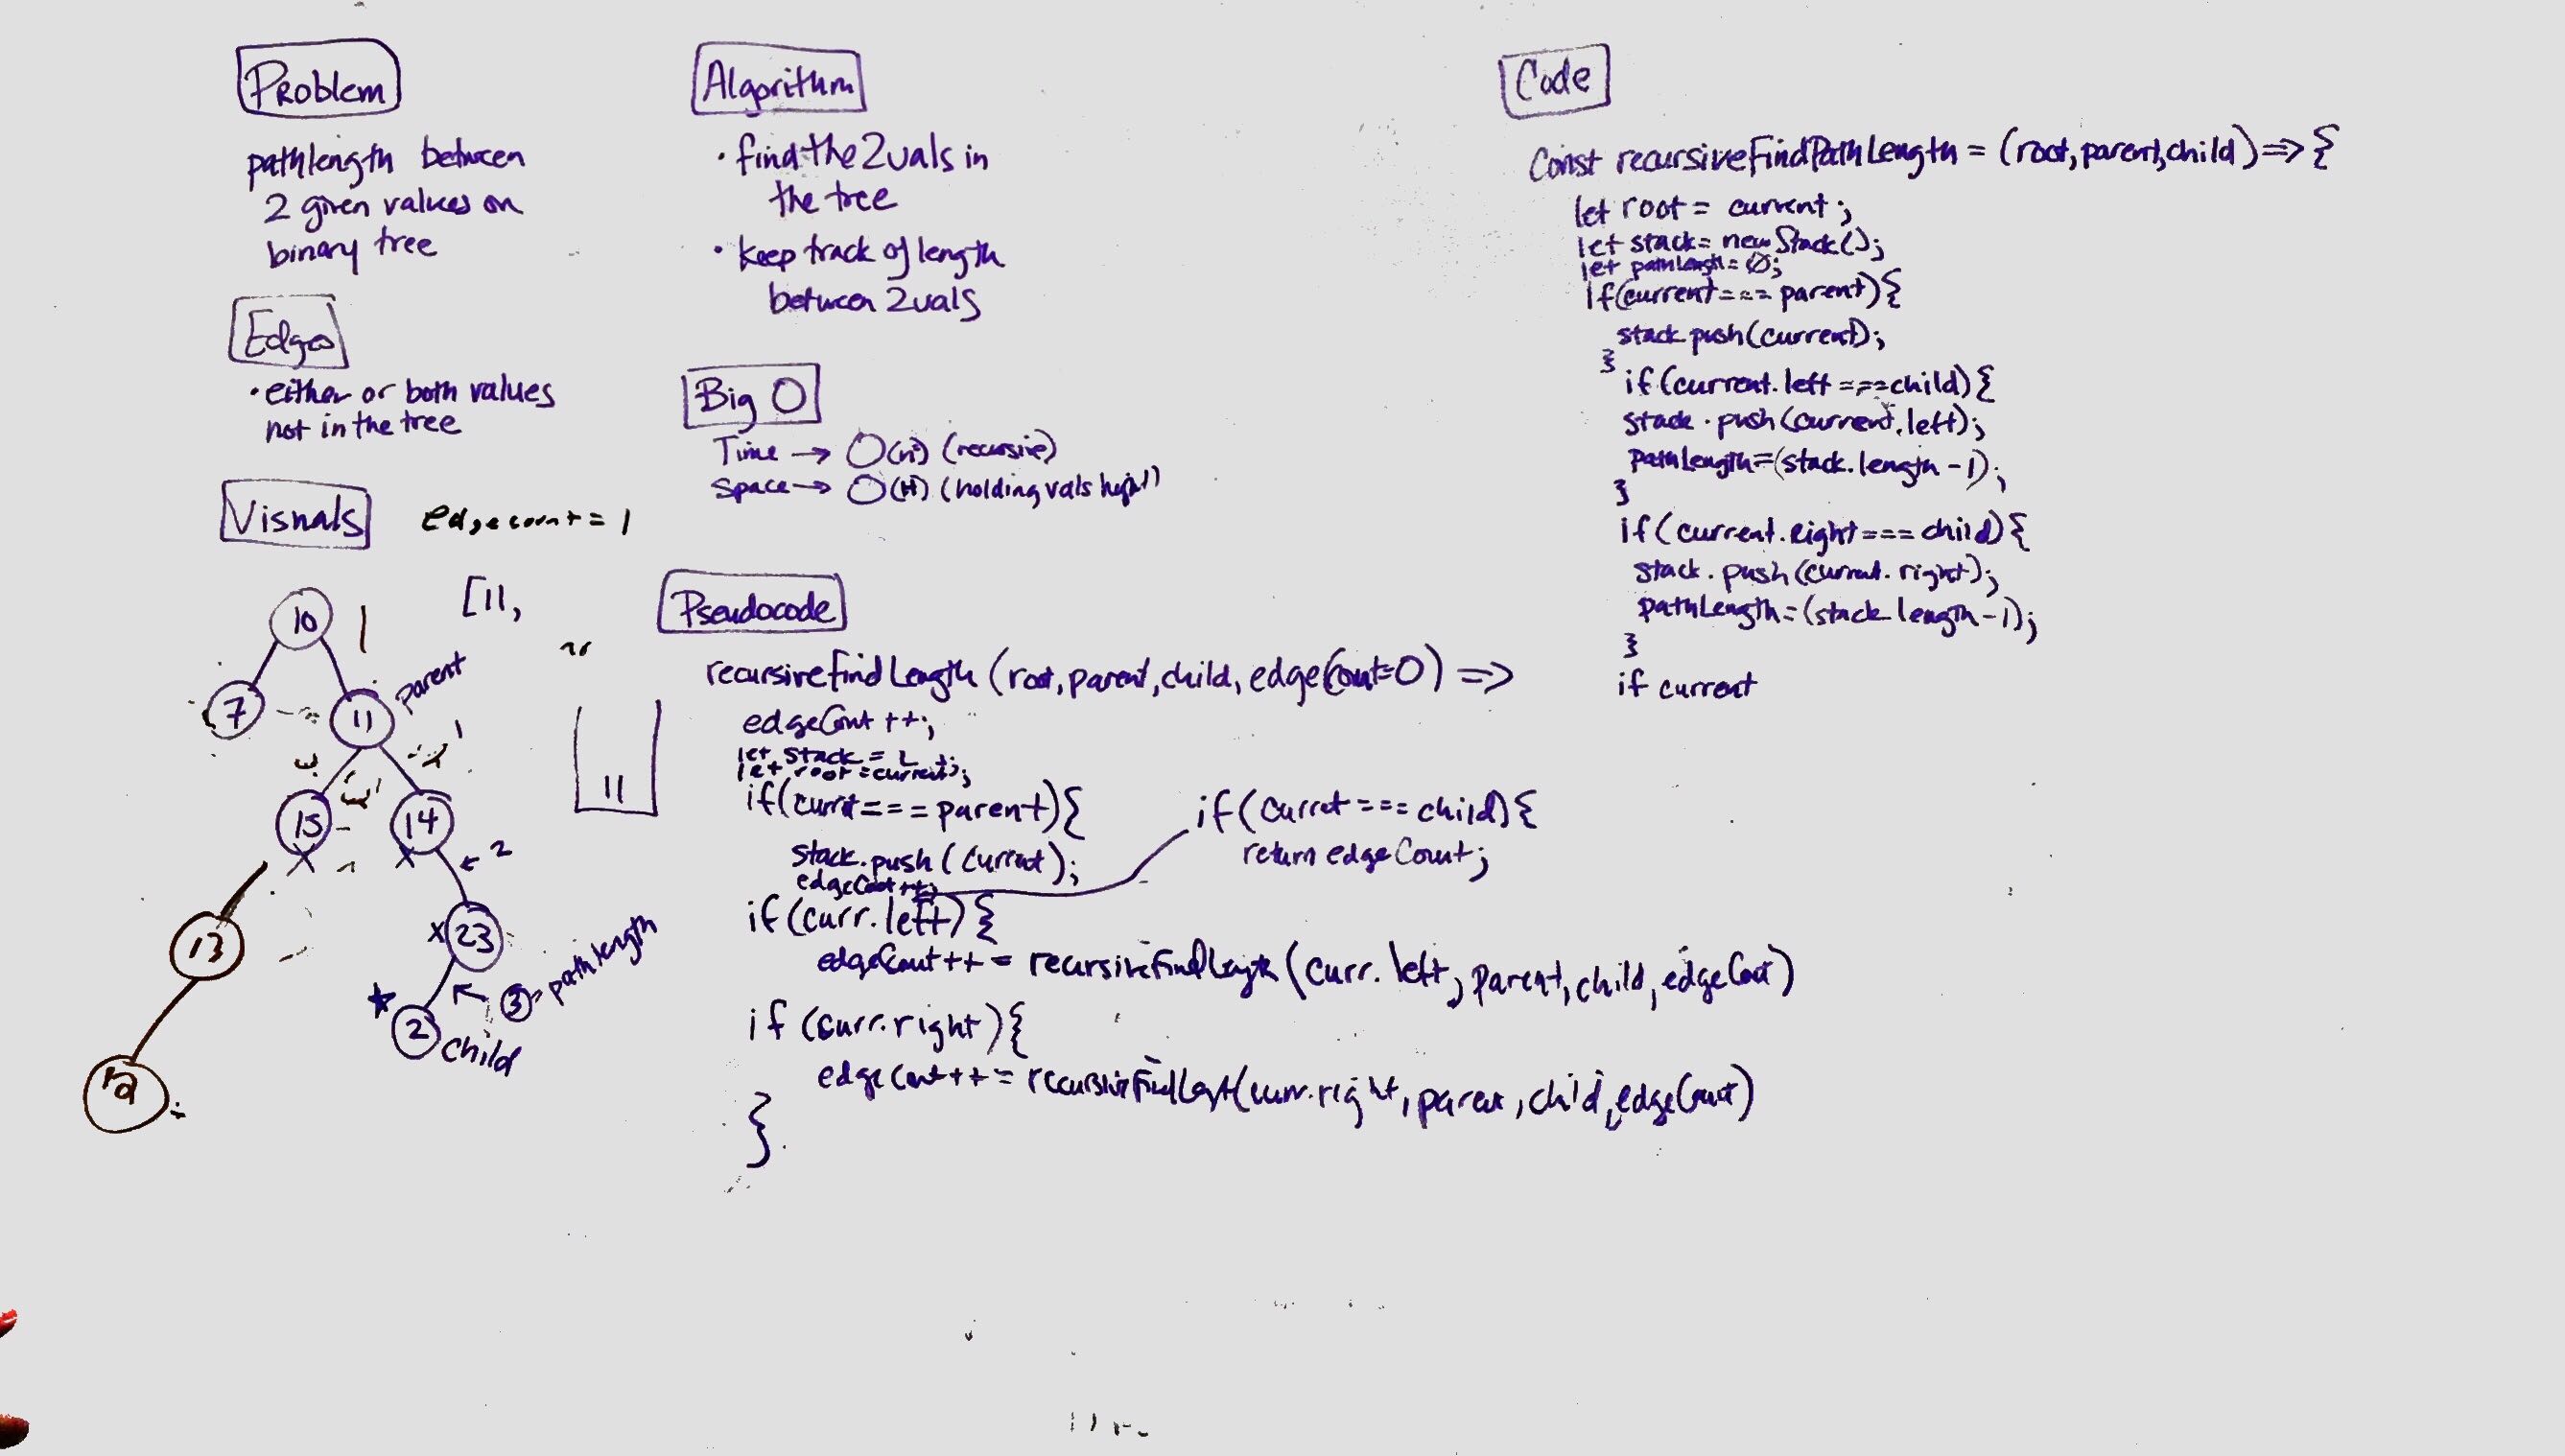 Problem
pathlength between
2 given values on
binary tree
Edges
• either or both values
not in the tree
Visuals
edgecount = 1
[11,
10
7
11
parent
1
15
14
2
13
23
3 = pathlength
12
2
child
11
Algorithm
• find the 2 vals in
the tree
• keep track of length
between 2 vals
Big O
Time → O(n²) (recursive)
Space → O(H) (holding vals height)
Pseudocode
recursiveFindLength (root, parent, child, edgeCount=0) =>
edgeCount ++;
let stack = [ ];
let root = current;
if(current === parent){
stack.push(current);
edgeCount ++;
if(current === child){
return edgeCount;
if(curr.left){
edgeCount ++ = recursiveFindLength (curr.left, parent, child, edgeCount)
if (curr.right){
edgeCount ++ = recursiveFindLength(curr.right, parent, child, edgeCount)
}
Code
Const recursiveFindPathLength = (root, parent, child) => {
let root = current;
let stack = new Stack();
let pathLength = 0;
if(current === parent){
stack.push(current);
}
if(current.left === child){
stack.push(current.left);
pathLength = (stack.length - 1);
}
if(current.right === child){
stack.push(current.right);
pathLength = (stack.length - 1);
}
if current